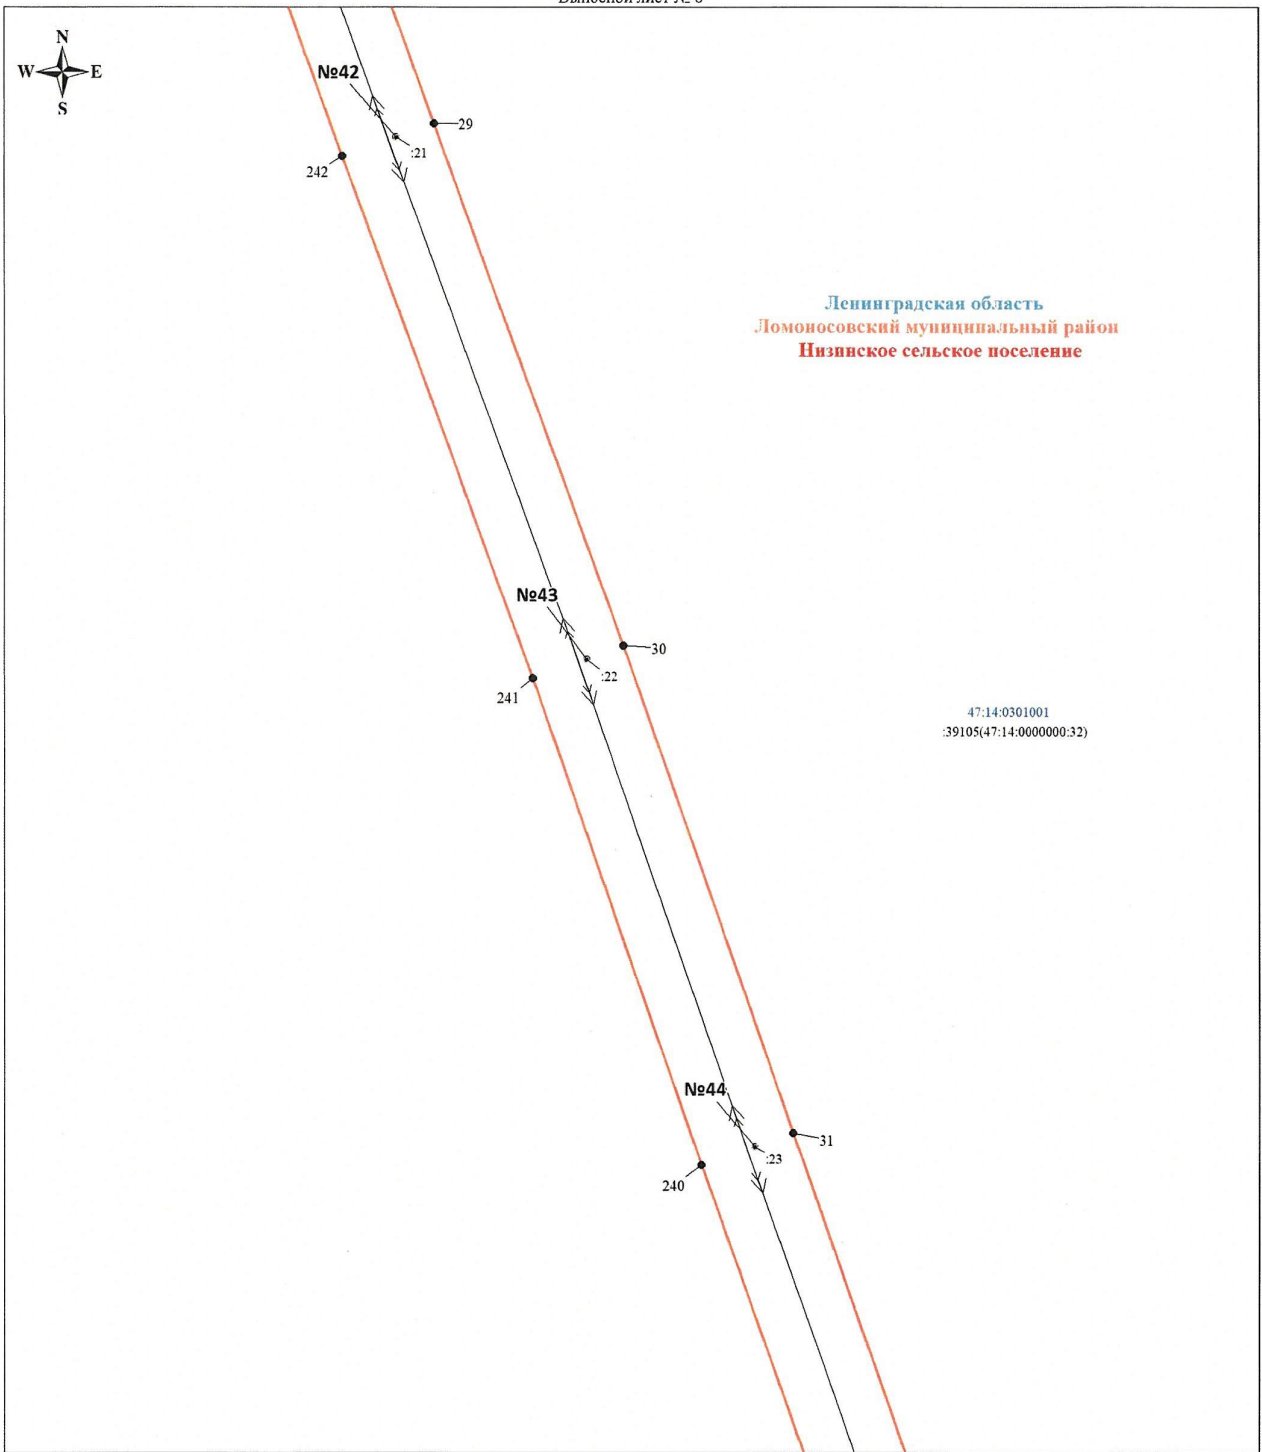 N
W E
S
№42
29
:21
242
Ленинградская область
Ломоносовский муниципальный район
Низинское сельское поселение
№43
30
:22
241
47:14:0301001
:39105(47:14:0000000:32)
№44
31
:23
240